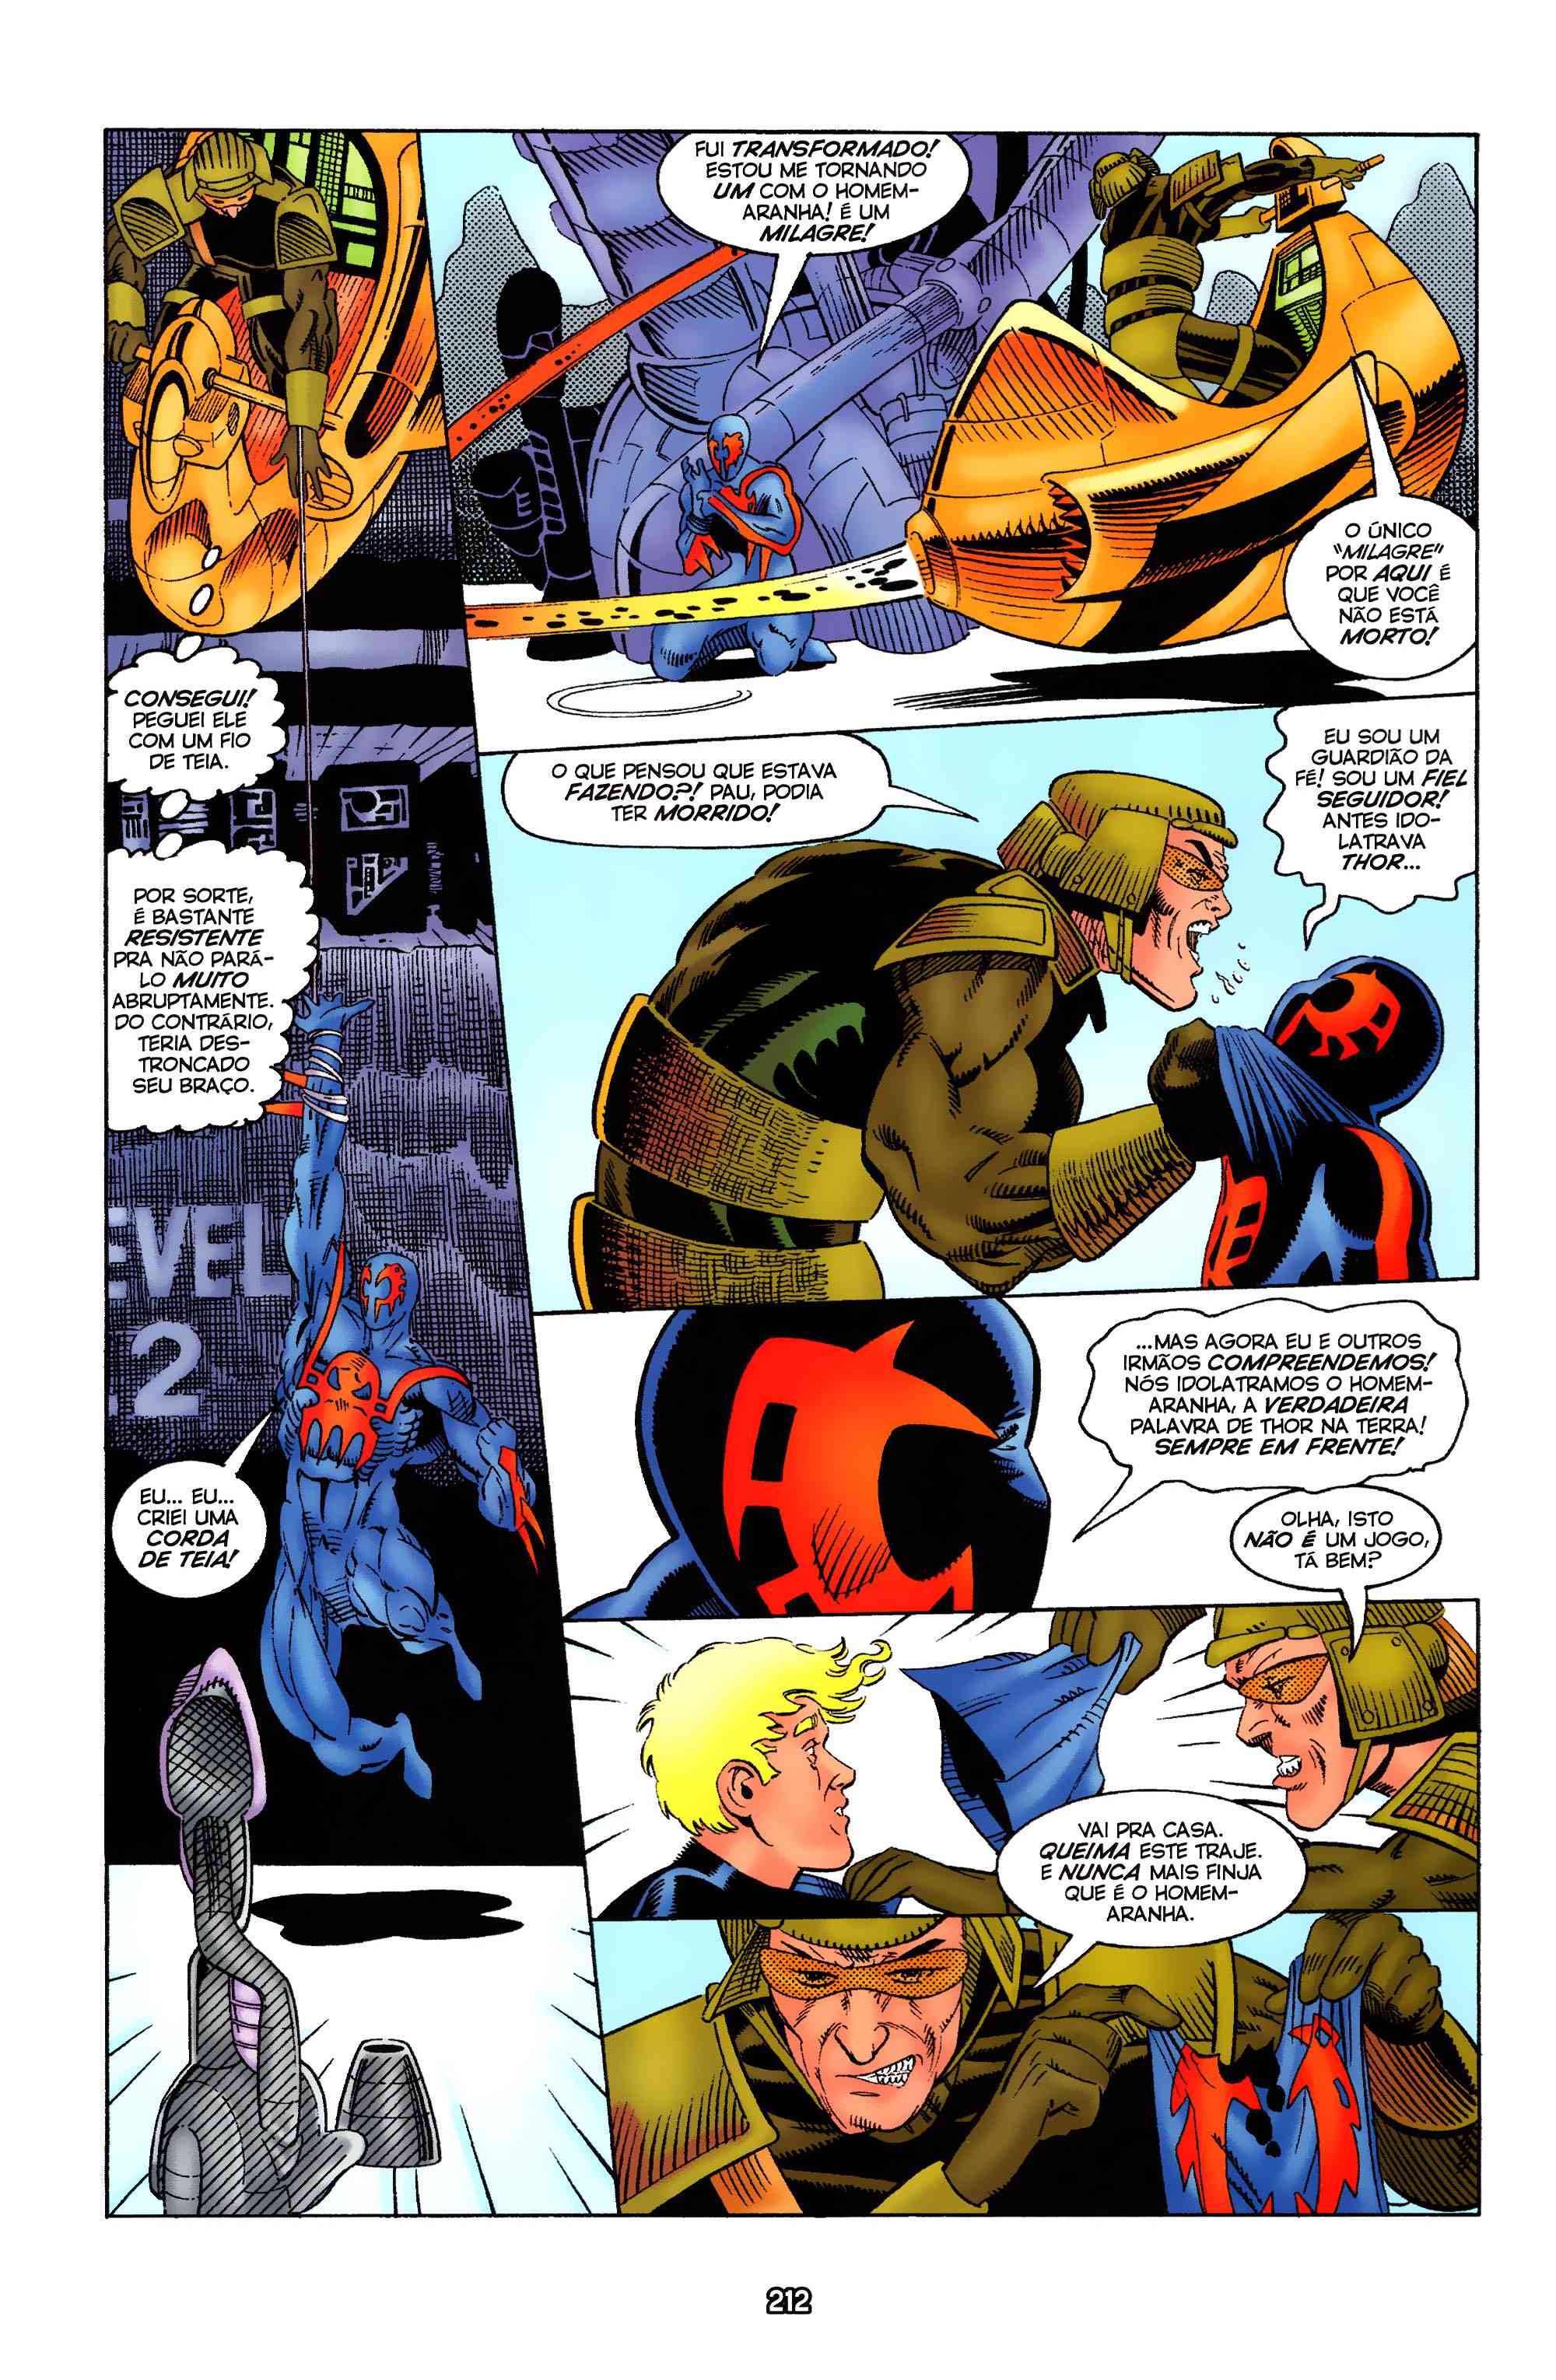 CONSEGUI!
PEGUEI ELE
COM UM FIO
DE TEIA.
POR SORTE,
É BASTANTE
RESISTENTE
PRA NÃO PARÁ-
LO MUITO
ABRUPTAMENTE.
DO CONTRÁRIO,
TERIA DES-
TRONCADO
SEU BRAÇO.
EVEL
.2
EU... EU...
CRIEI UMA
CORDA
DE TEIA!
FUI TRANSFORMADO!
ESTOU ME TORNANDO
UM COM O HOMEM-
ARANHA! É UM
MILAGRE!
O ÚNICO
"MILAGRE"
POR AQUI É
QUE VOCÊ
NÃO ESTÁ
MORTO!
O QUE PENSOU QUE ESTAVA
FAZENDO?! PAU, PODIA
TER MORRIDO!
EU SOU UM
GUARDIÃO DA
FÉ! SOU UM FIEL
SEGUIDOR!
ANTES IDO-
LATRAVA
THOR...
...MAS AGORA EU E OUTROS
IRMÃOS COMPREENDEMOS!
NÓS IDOLATRAMOS O HOMEM-
ARANHA, A VERDADEIRA
PALAVRA DE THOR NA TERRA!
SEMPRE EM FRENTE!
OLHA, ISTO
NÃO É UM JOGO,
TÁ BEM?
VAI PRA CASA.
QUEIMA ESTE TRAJE.
E NUNCA MAIS FINJA
QUE É O HOMEM-
ARANHA.
212